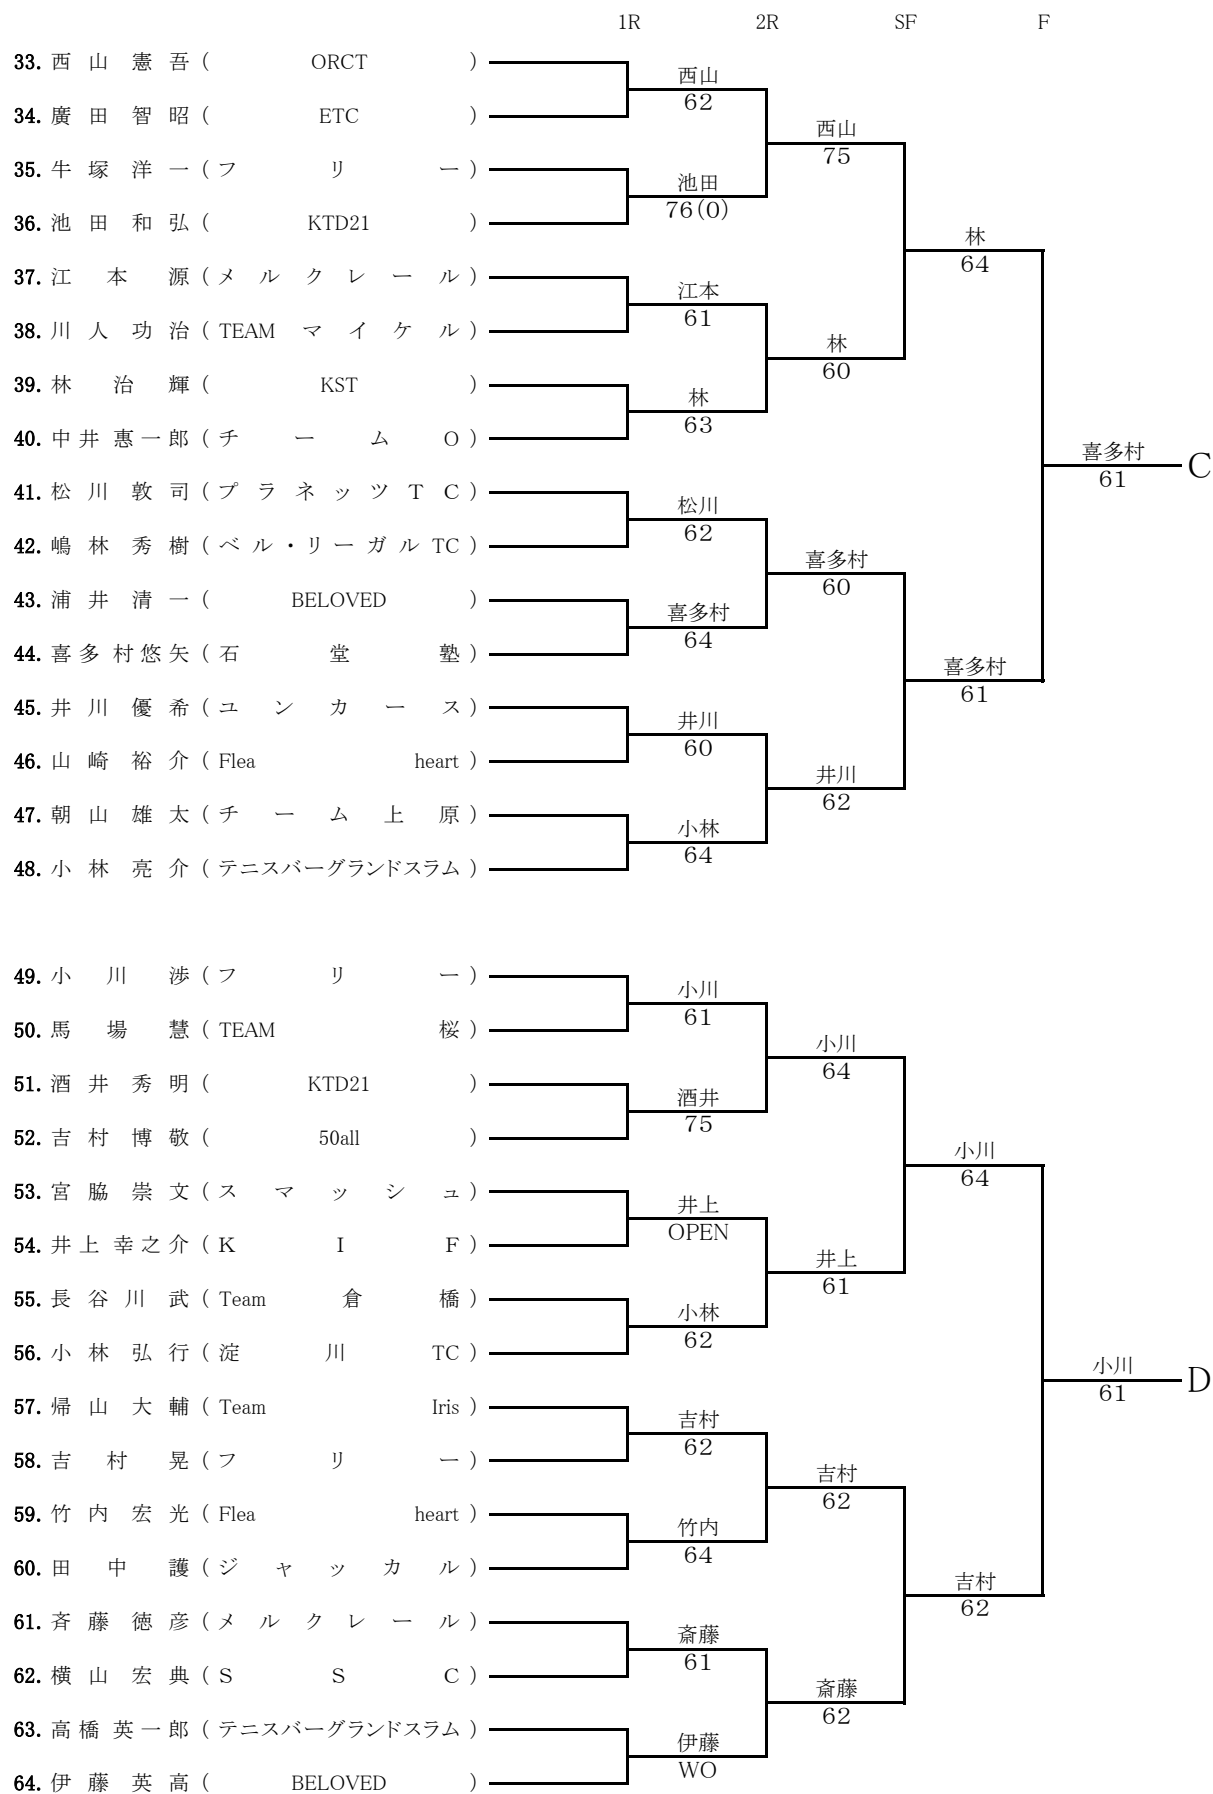 1R 2R SF F
33. 西山 憲吾 ( ORCT )
西山
62
34. 廣田 智昭 ( ETC )
西山
75
35. 牛塚 洋一 ( フリー )
池田
76(0)
36. 池田 和弘 ( KTD21 )
林
64
37. 江本 源 ( メルクレール )
江本
61
38. 川人 功治 ( TEAM マイケル )
林
60
39. 林 治輝 ( KST )
林
63
40. 中井 惠一郎 ( チームO )
喜多村
61
C
41. 松川 敦司 ( プラネッツTC )
松川
62
42. 嶋林 秀樹 ( ベル・リーガルTC )
喜多村
60
43. 浦井 清一 ( BELOVED )
喜多村
64
44. 喜多村 悠矢 ( 石堂塾 )
喜多村
61
45. 井川 優希 ( ユンカース )
井川
60
46. 山崎 裕介 ( Flea heart )
井川
62
47. 朝山 雄太 ( チーム上原 )
小林
64
48. 小林 亮介 ( テニスバーグランドスラム )
49. 小川 渉 ( フリー )
小川
61
50. 馬場 慧 ( TEAM 桜 )
小川
64
51. 酒井 秀明 ( KTD21 )
酒井
75
52. 吉村 博敬 ( 50all )
小川
64
53. 宮脇 崇文 ( スマッシュ )
井上
OPEN
54. 井上 幸之介 ( KIF )
井上
61
55. 長谷川 武 ( Team 倉橋 )
小林
62
56. 小林 弘行 ( 淀川TC )
小川
61
D
57. 帰山 大輔 ( Team Iris )
吉村
62
58. 吉村 晃 ( フリー )
吉村
62
59. 竹内 宏光 ( Flea heart )
竹内
64
60. 田中 護 ( ジャッカル )
吉村
62
61. 斉藤 徳彦 ( メルクレール )
斎藤
61
62. 横山 宏典 ( SSC )
斎藤
62
63. 高橋 英一郎 ( テニスバーグランドスラム )
伊藤
WO
64. 伊藤 英高 ( BELOVED )